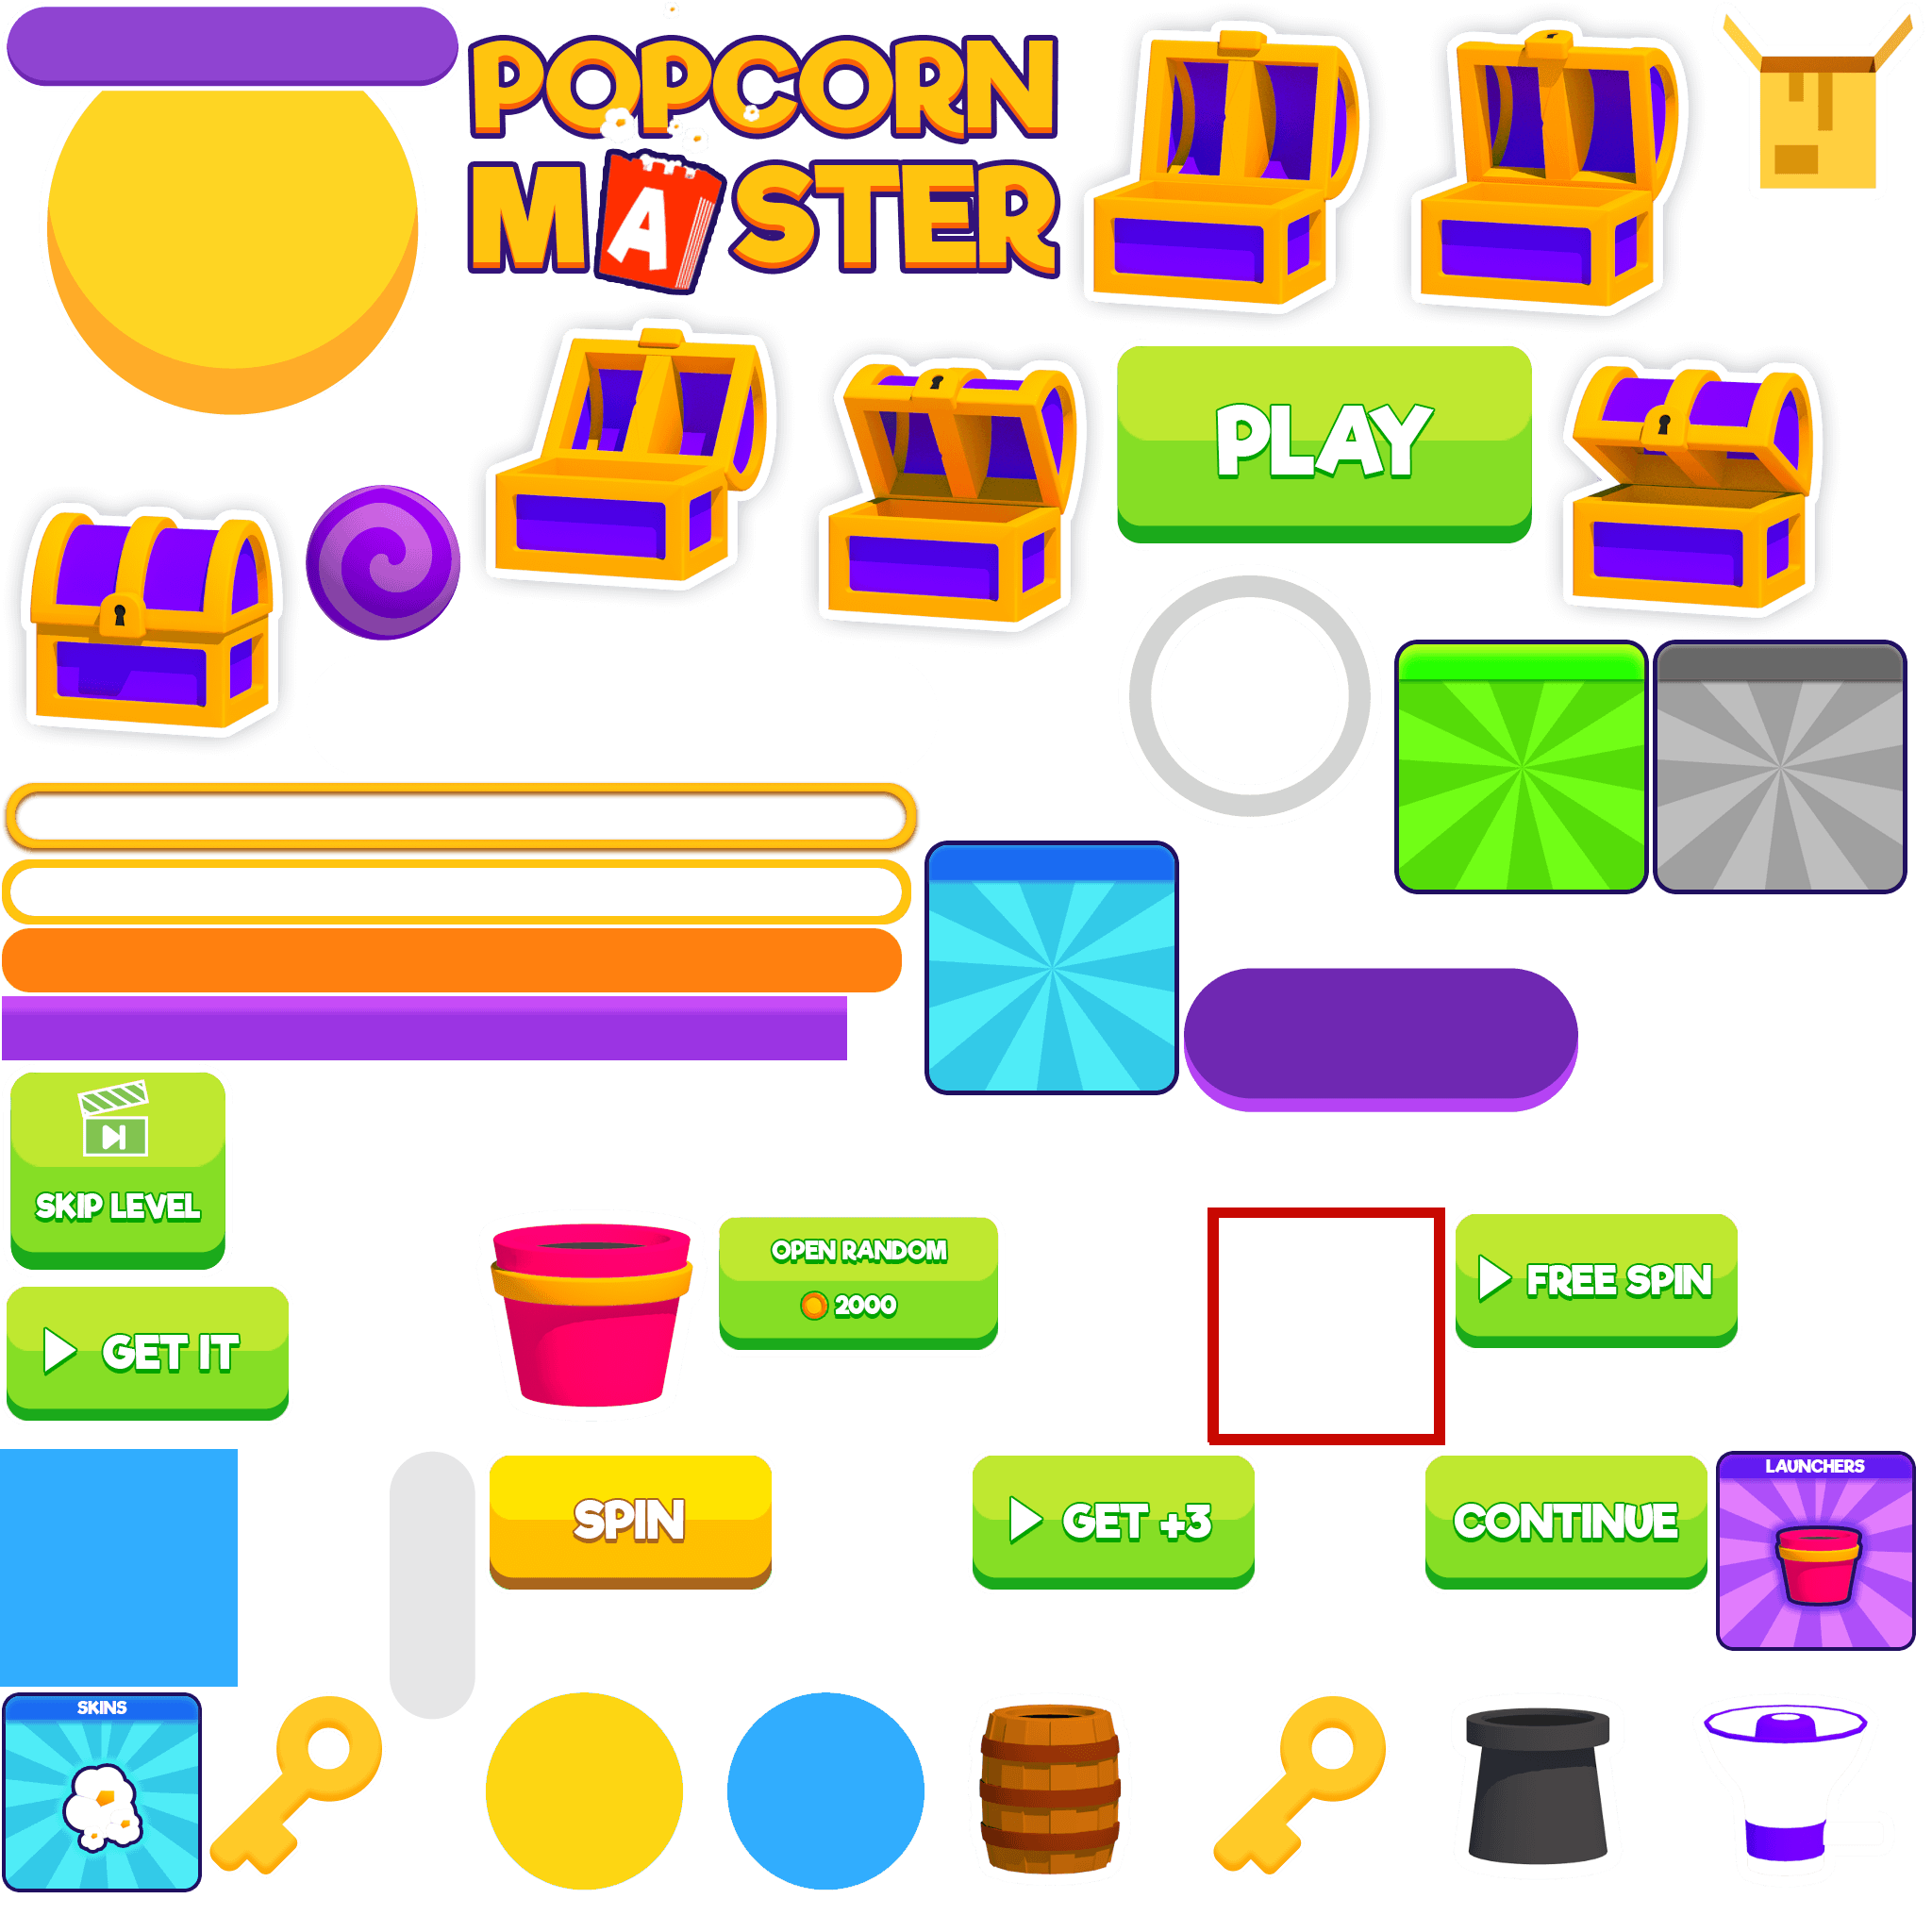 POPCORN
MASTER
PLAY
SKIP LEVEL
OPEN RANDOM
2000
FREE SPIN
GET IT
SPIN
GET +3
CONTINUE
LAUNCHERS
SKINS